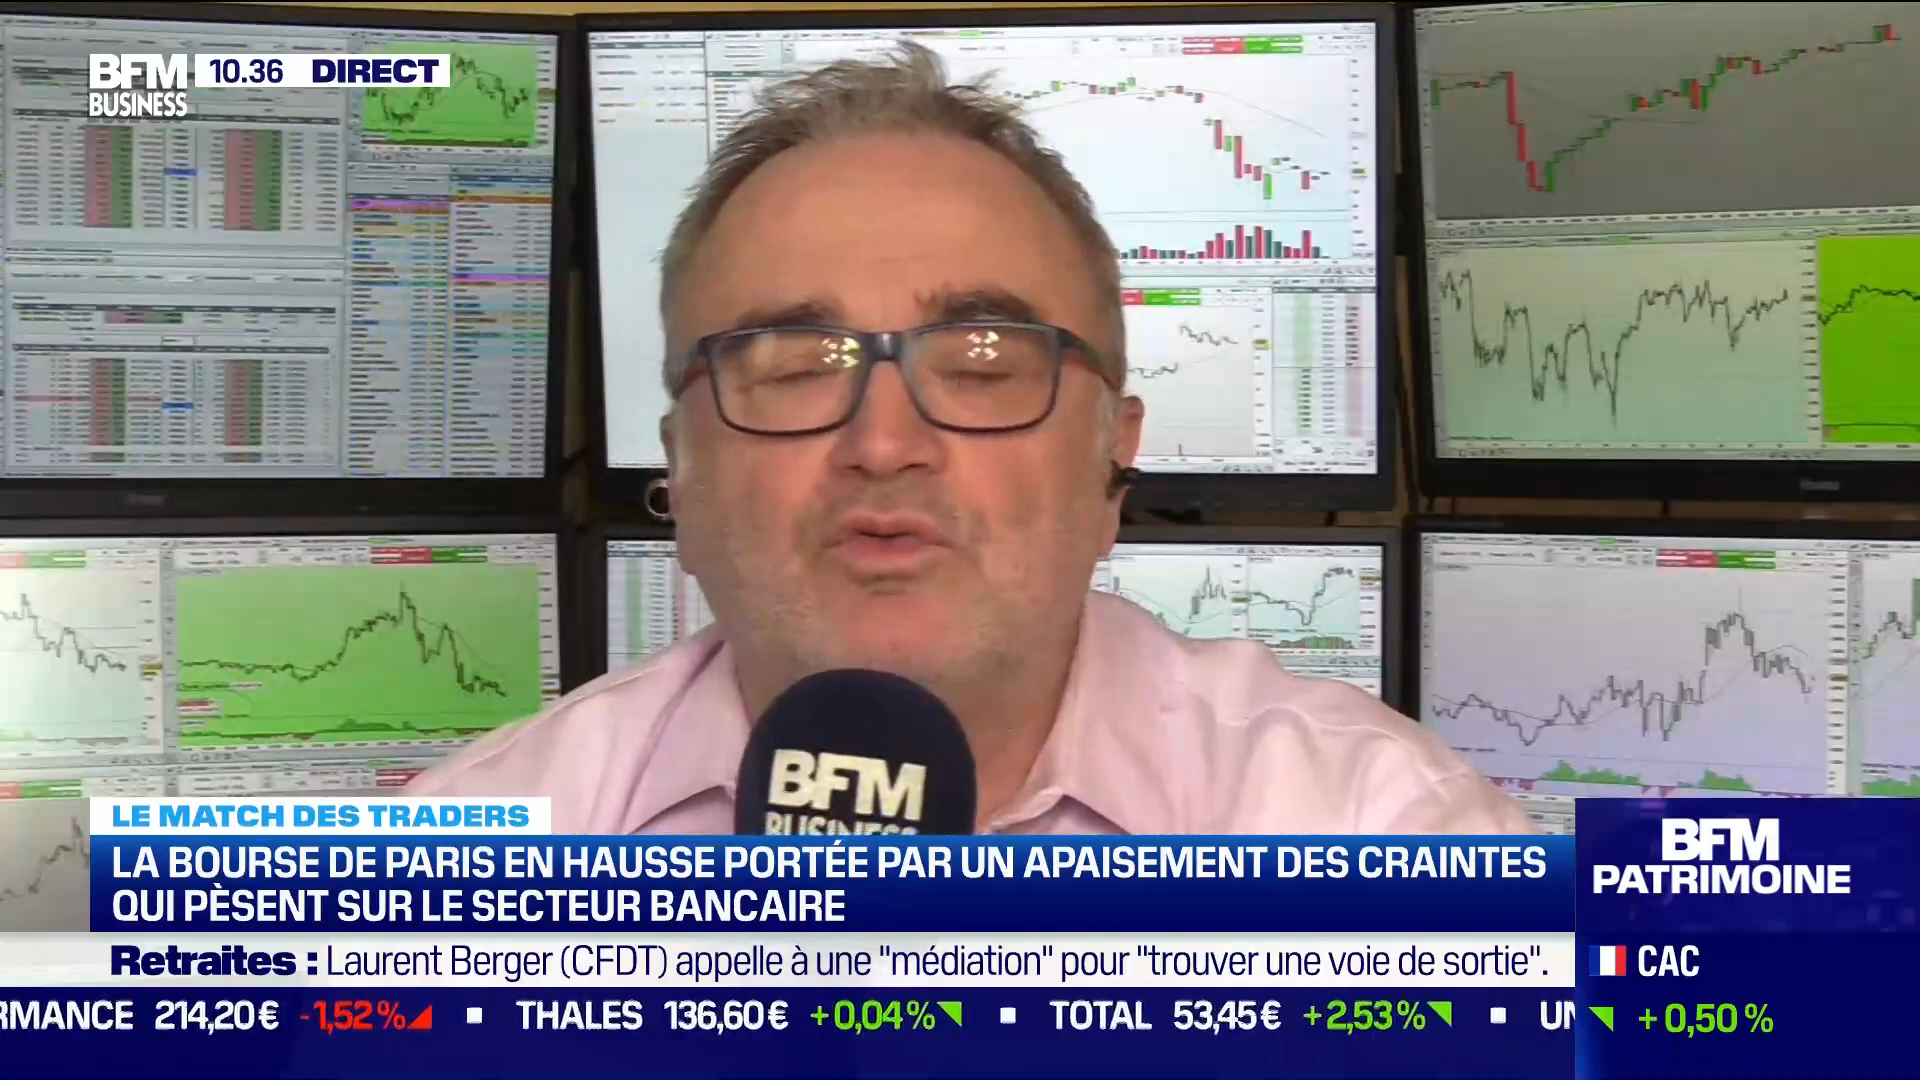 BFM
BUSINESS
10.36 DIRECT
BFM
BUSINESS
LE MATCH DES TRADERS
LA BOURSE DE PARIS EN HAUSSE PORTÉE PAR UN APAISEMENT DES CRAINTES
QUI PÈSENT SUR LE SECTEUR BANCAIRE
Retraites : Laurent Berger (CFDT) appelle à une "médiation" pour "trouver une voie de sortie".
RMANCE 214,20€ -1,52% THALES 136,60€ +0,04% TOTAL 53,45€ +2,53% UN
BFM
PATRIMOINE
CAC
+0,50%